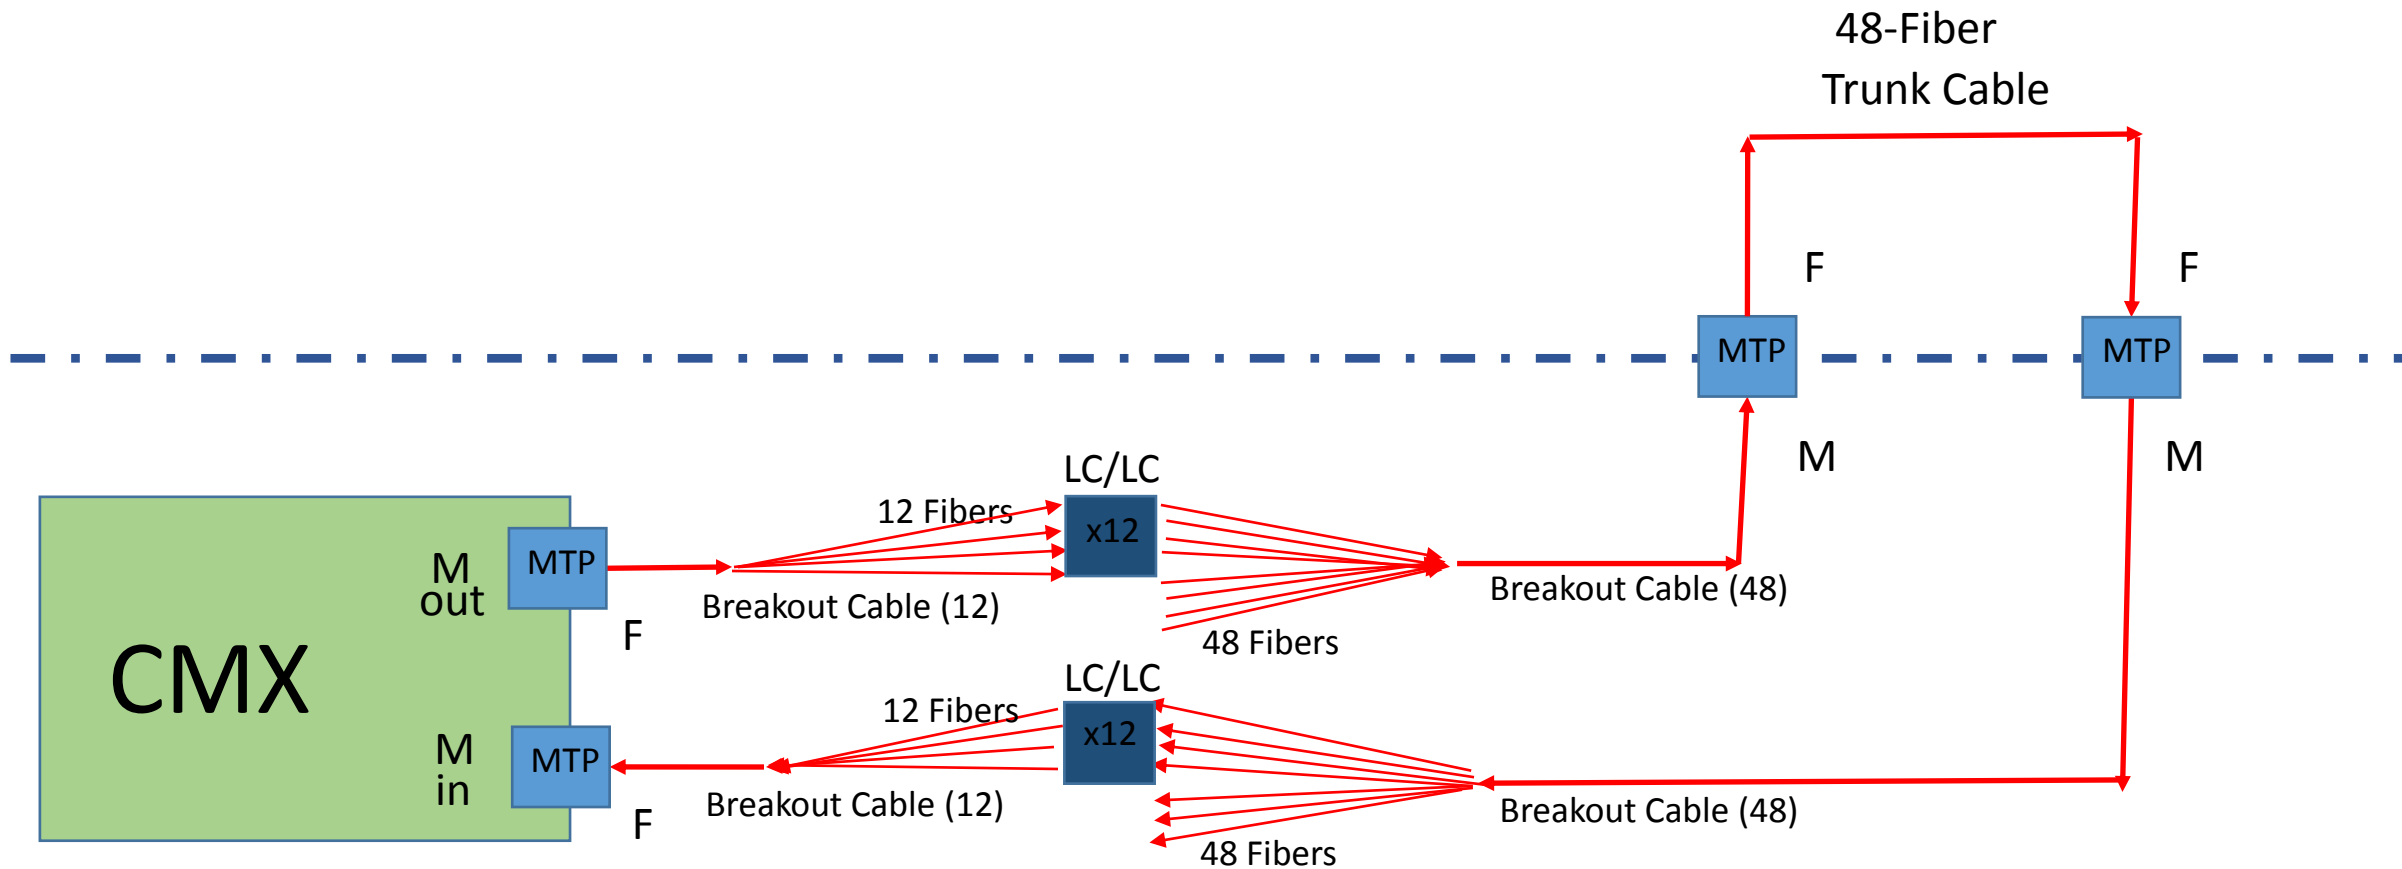 48-Fiber
Trunk Cable
F
F
MTP
MTP
M
M
LC/LC
12 Fibers
x12
M
out
MTP
Breakout Cable (12)
Breakout Cable (48)
F
48 Fibers
CMX
LC/LC
12 Fibers
x12
M
in
MTP
Breakout Cable (12)
Breakout Cable (48)
F
48 Fibers